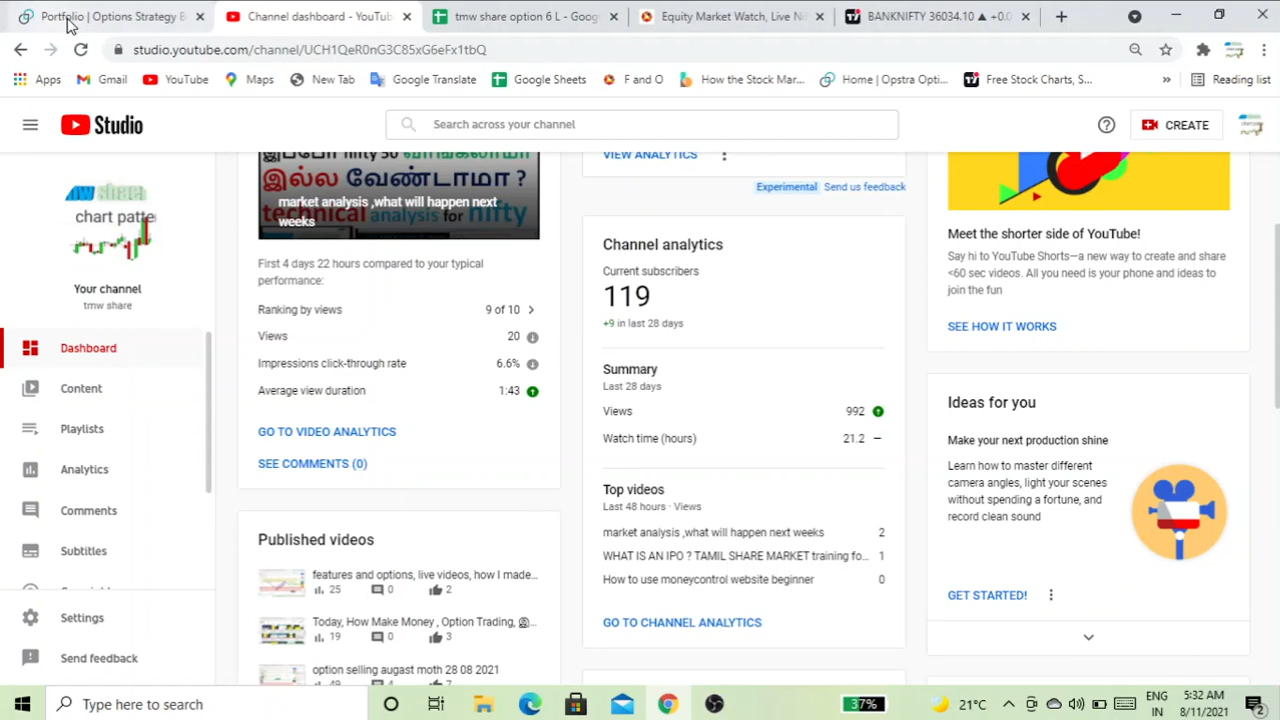 Portfolio | Options Strategy B
Channel dashboard - YouTub
tmw share option 6 L - Goog
Equity Market Watch, Live Ni
BANKNIFTY 36034.10 ▲ +0.
studio.youtube.com/channel/UCH1QeR0nG3C85xG6eFx1tbQ
Apps
Gmail
YouTube
Maps
New Tab
Google Translate
Google Sheets
F and O
How the Stock Mar...
Home | Opstra Opti...
Free Stock Charts, S...
»
Reading list
Studio
Search across your channel
CREATE
share
chart patte
Your channel
tmw share
Dashboard
Content
Playlists
Analytics
Comments
Subtitles
Settings
Send feedback
இப்போ nifty 50 வாங்கலாமா
இல்ல வேண்டாமா ?
technical analysis for nifty
market analysis ,what will happen next
weeks
First 4 days 22 hours compared to your typical
performance:
Ranking by views 9 of 10
Views 20
Impressions click-through rate 6.6%
Average view duration 1:43
GO TO VIDEO ANALYTICS
SEE COMMENTS (0)
Published videos
features and options, live videos, how I made...
25 0 2
Today, How Make Money , Option Trading, இ...
19 0 3
option selling augast moth 28 08 2021
VIEW ANALYTICS
Experimental Send us feedback
Channel analytics
Current subscribers
119
+9 in last 28 days
Summary
Last 28 days
Views 992
Watch time (hours) 21.2 —
Top videos
Last 48 hours · Views
market analysis ,what will happen next weeks 2
WHAT IS AN IPO ? TAMIL SHARE MARKET training fo... 1
How to use moneycontrol website beginner 0
GO TO CHANNEL ANALYTICS
Meet the shorter side of YouTube!
Say hi to YouTube Shorts—a new way to create and share
<60 sec videos. All you need is your phone and ideas to
join the fun
SEE HOW IT WORKS
Ideas for you
Make your next production shine
Learn how to master different
camera angles, light your scenes
without spending a fortune, and
record clean sound
GET STARTED!
Type here to search
37%
21°C
ENG
IN
5:32 AM
8/11/2021
2